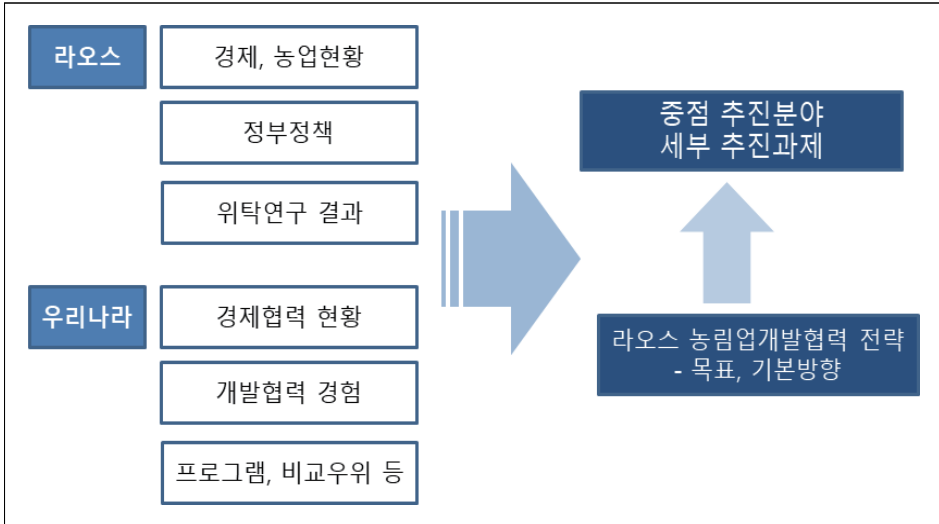 라오스
경제, 농업현황
정부정책
위탁연구 결과
우리나라
경제협력 현황
개발협력 경험
프로그램, 비교우위 등
중점 추진분야
세부 추진과제
라오스 농림업개발협력 전략
- 목표, 기본방향